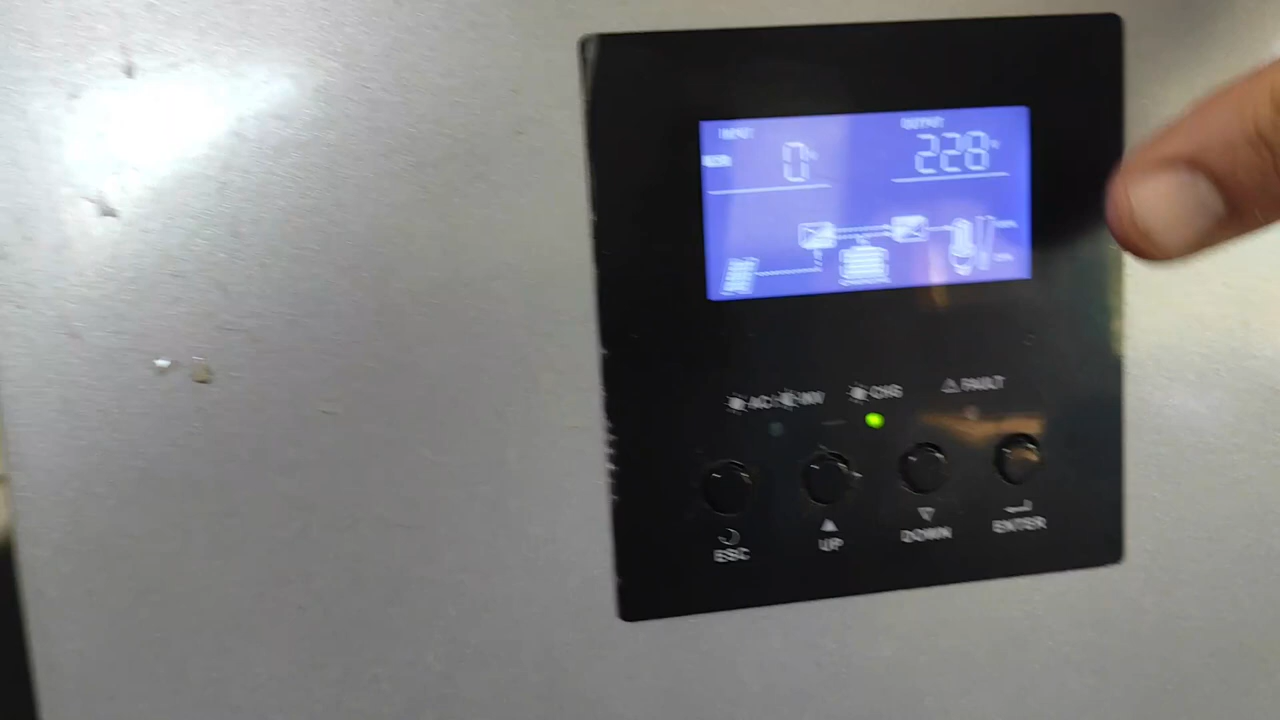 INPUT
OUTPUT
0
228
AC/ INV
CHG
FAULT
ESC
UP
DOWN
ENTER